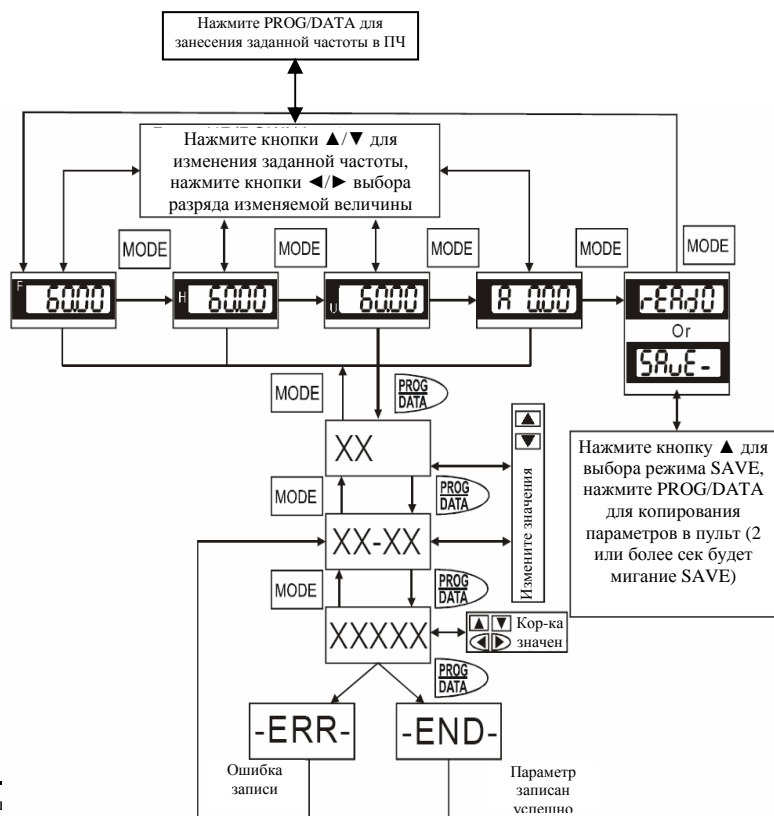 Нажмите PROG/DATA для
занесения заданной частоты в ПЧ
Нажмите кнопки ▲/▼ для
изменения заданной частоты,
нажмите кнопки ◄/► выбора
разряда изменяемой величины
MODE
MODE
MODE
MODE
MODE
F 60.00
H 60.00
U 60.00
A 0.00
rEAd0
Or
SAvE-
MODE
PROG
DATA
XX
MODE
PROG
DATA
XX-XX
MODE
PROG
DATA
XXXXX
PROG
DATA
▲
▼
Измените значения
▲ ▼ Кор-ка
◄ ► значен
Нажмите кнопку ▲ для
выбора режима SAVE,
нажмите PROG/DATA
для копирования
параметров в пульт (2
или более сек будет
мигание SAVE)
-ERR-
-END-
Ошибка
записи
Параметр
записан
успешно